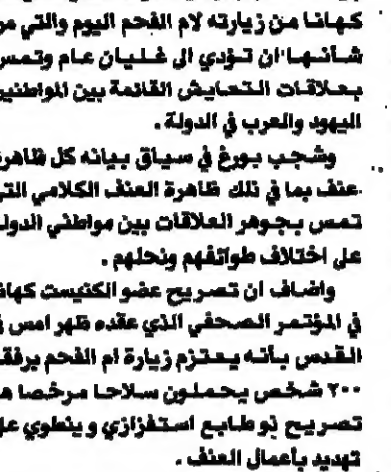 كهانا من زيارته لام الفحم اليوم والتي من
شأنها ان تؤدي الى غليان عام وتمس
بعلاقات التعايش القائمة بين المواطنين
اليهود والعرب في الدولة .
وشجب بورغ في سياق بيانه كل ظاهرة
عنف بما في ذلك ظاهرة العنف الكلامي التي
تمس بجوهر العلاقات بين مواطني الدولة
على اختلاف طوائفهم ونحلهم .
واضاف ان تصريح عضو الكنيست كهانا
في المؤتمر الصحفي الذي عقده ظهر امس في
القدس بأنه يعتزم زيارة ام الفحم برفقة
٢٠٠ شخص يحملون سلاحا مرخصا هو
تصريح ذو طابع استفزازي وينطوي على
تهديد بأعمال العنف .